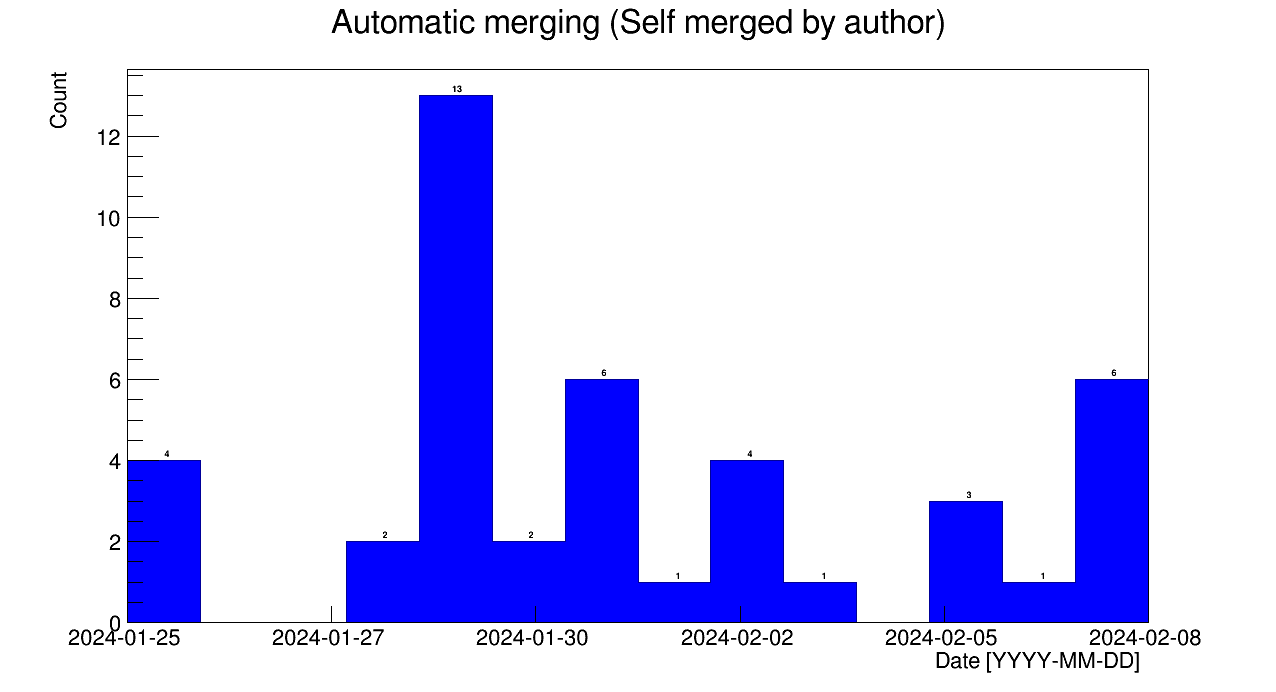 Automatic merging (Self merged by author)
Count
13
12
10
8
6
6 6
4 4 4
3
2 2 2
1 1 1
0
2024-01-25 2024-01-27 2024-01-30 2024-02-02 2024-02-05 2024-02-08
Date [YYYY-MM-DD]